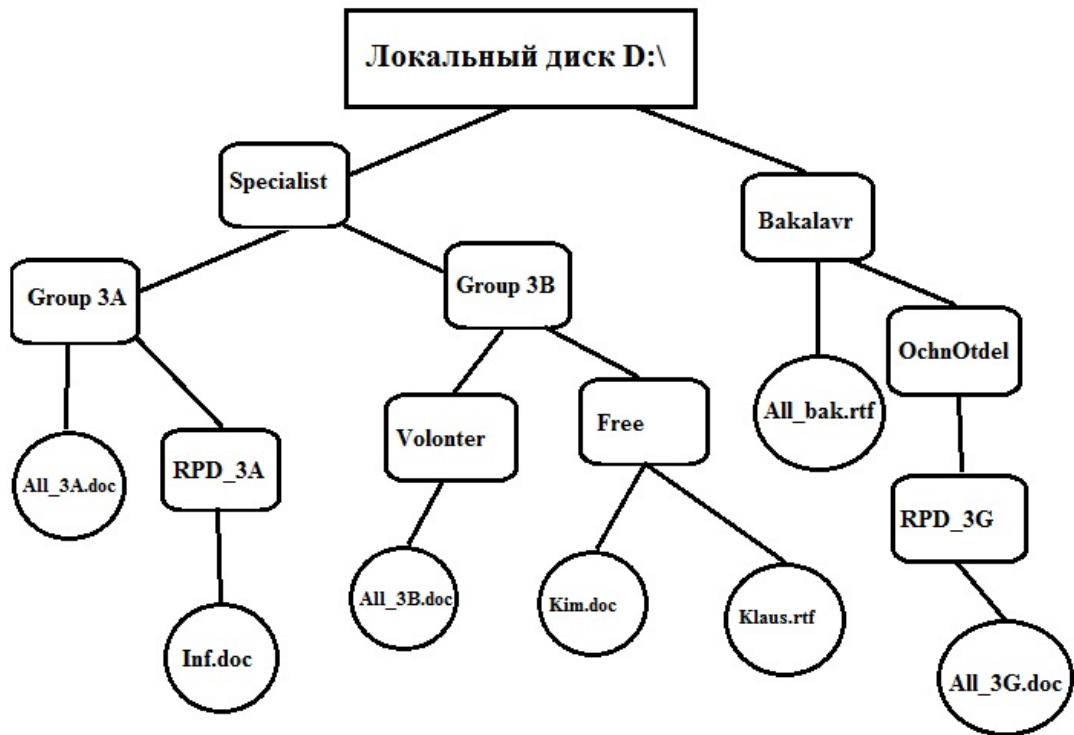 Локальный диск D:\
Specialist
Bakalavr
Group 3A
Group 3B
OchnOtdel
All_bak.rtf
Volonter
Free
All_3A.doc
RPD_3A
RPD_3G
All_3B.doc
Kim.doc
Klaus.rtf
Inf.doc
All_3G.doc